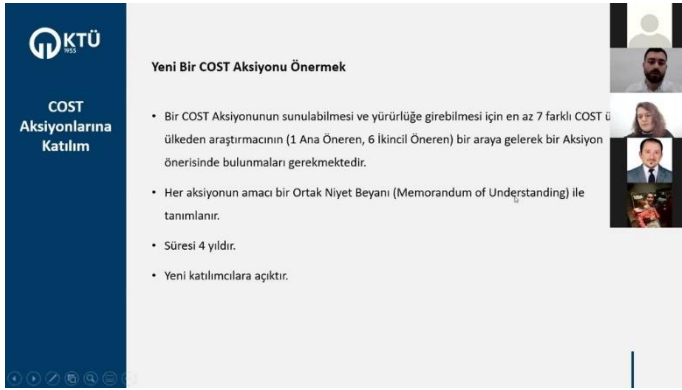 KTÜ
1955
COST
Aksiyonlarına
Katılım
Yeni Bir COST Aksiyonu Önermek
• Bir COST Aksiyonunun sunulabilmesi ve yürürlüğe girebilmesi için en az 7 farklı COST ü
ülkeden araştırmacının (1 Ana Öneren, 6 İkincil Öneren) bir araya gelerek bir Aksiyon
önerisinde bulunmaları gerekmektedir.
• Her aksiyonun amacı bir Ortak Niyet Beyanı (Memorandum of Understanding) ile
tanımlanır.
• Süresi 4 yıldır.
• Yeni katılımcılara açıktır.